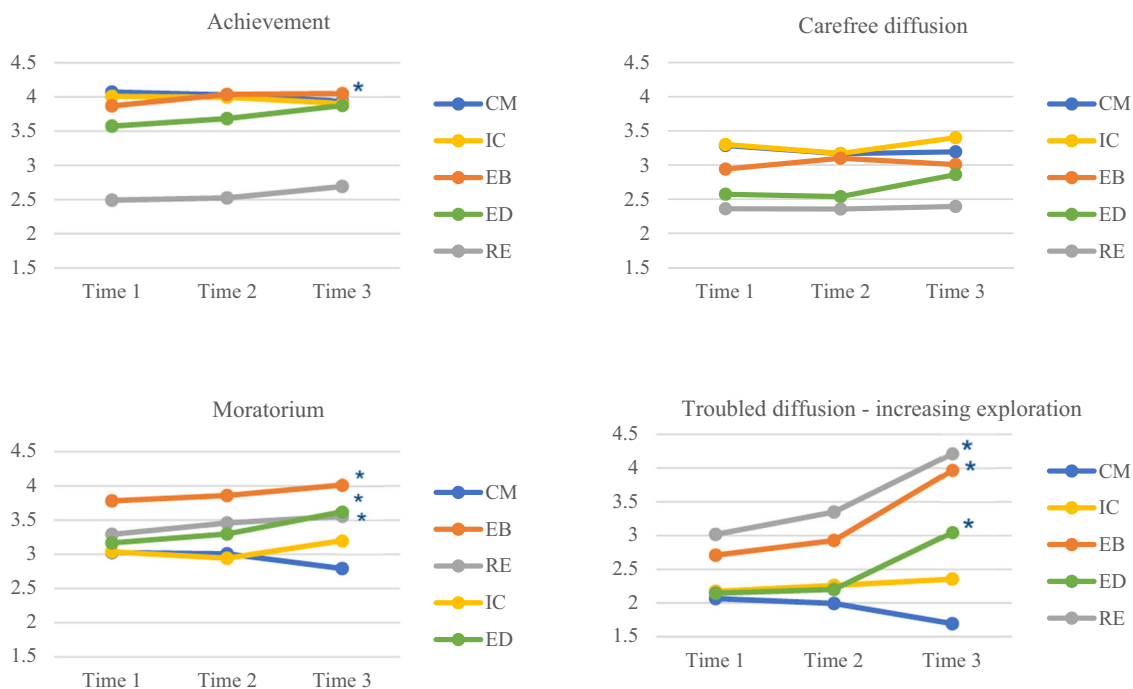 Achievement
4.5
4
3.5
3
2.5
2
1.5
Time 1 Time 2 Time 3
*
CM
IC
EB
ED
RE
Carefree diffusion
4.5
4
3.5
3
2.5
2
1.5
Time 1 Time 2 Time 3
CM
IC
EB
ED
RE
Moratorium
4.5
4
3.5
3
2.5
2
1.5
Time 1 Time 2 Time 3
*
*
*
CM
EB
RE
IC
ED
Troubled diffusion - increasing exploration
4.5
4
3.5
3
2.5
2
1.5
Time 1 Time 2 Time 3
*
*
*
CM
IC
EB
ED
RE